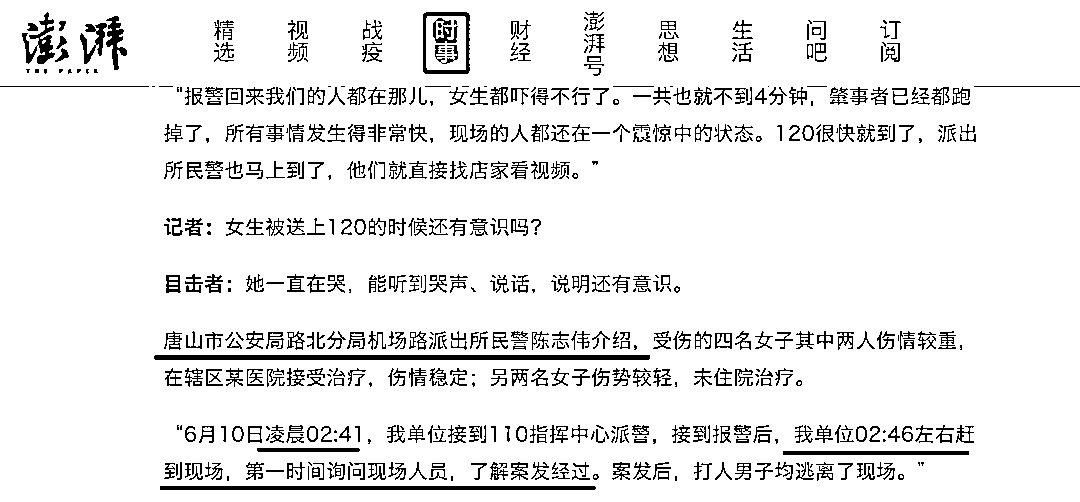 澎湃 精选 视频 战疫 时事 财经 澎湃号 思想 生活 问吧 订阅
THE PAPER
“报警回来我们的人都在那儿，女生都吓得不行了。一共也就不到4分钟，肇事者已经都跑
掉了，所有事情发生得非常快，现场的人都还在一个震惊中的状态。120很快就到了，派出
所民警也马上到了，他们就直接找店家看视频。”
记者：女生被送上120的时候还有意识吗？
目击者：她一直在哭，能听到哭声、说话，说明还有意识。
唐山市公安局路北分局机场路派出所民警陈志伟介绍，受伤的四名女子其中两人伤情较重，
在辖区某医院接受治疗，伤情稳定；另两名女子伤势较轻，未住院治疗。
“6月10日凌晨02:41，我单位接到110指挥中心派警，接到报警后，我单位02:46左右赶
到现场，第一时间询问现场人员，了解案发经过。案发后，打人男子均逃离了现场。”